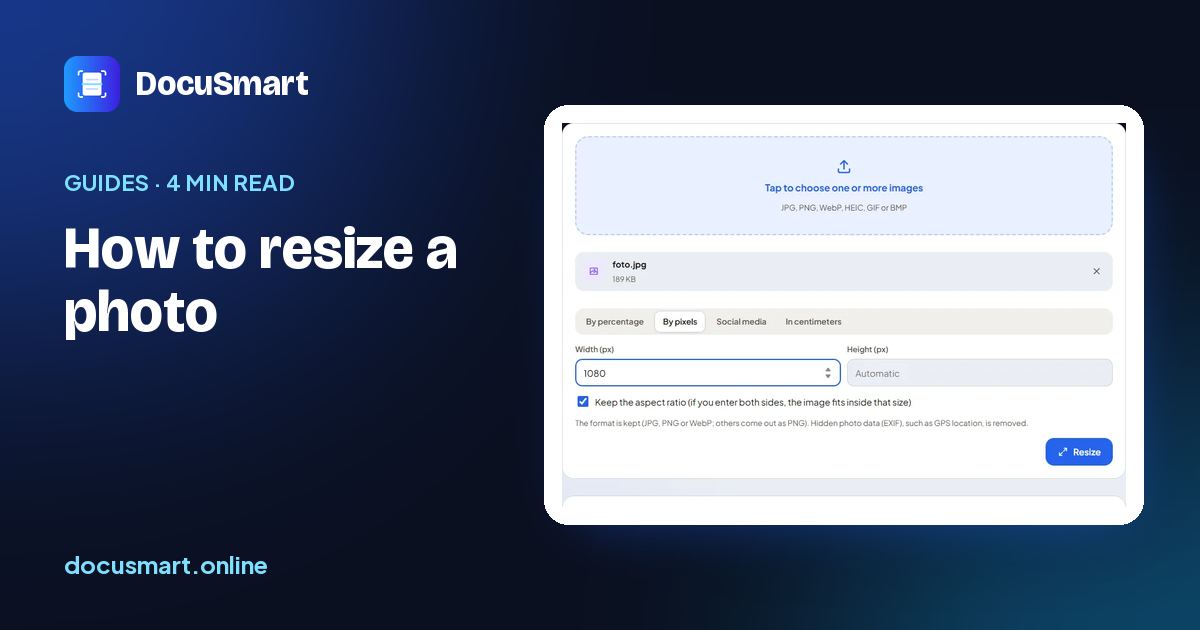 DocuSmart
GUIDES · 4 MIN READ
How to resize a
photo
docusmart.online
Tap to choose one or more images
JPG, PNG, WebP, HEIC, GIF or BMP
foto.jpg
189 KB
By percentage By pixels Social media In centimeters
Width (px) Height (px)
1080 Automatic
Keep the aspect ratio (if you enter both sides, the image fits inside that size)
The format is kept (JPG, PNG or WebP; others come out as PNG). Hidden photo data (EXIF), such as GPS location, is removed.
Resize